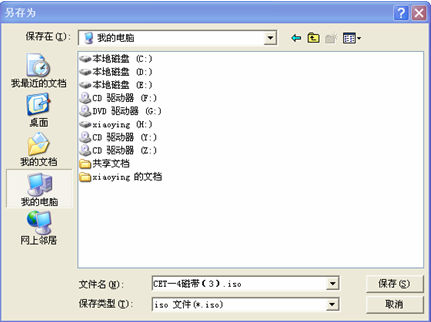 另存为
保存在(I):
我的电脑
我最近的文档
桌面
我的文档
我的电脑
网上邻居
本地磁盘 (C:)
本地磁盘 (D:)
本地磁盘 (E:)
CD 驱动器 (F:)
DVD 驱动器 (G:)
xiaoying (H:)
CD 驱动器 (Y:)
CD 驱动器 (Z:)
共享文档
xiaoying 的文档
文件名(N):
CET—4磁带(3).iso
保存(S)
保存类型(T):
iso 文件(*.iso)
取消